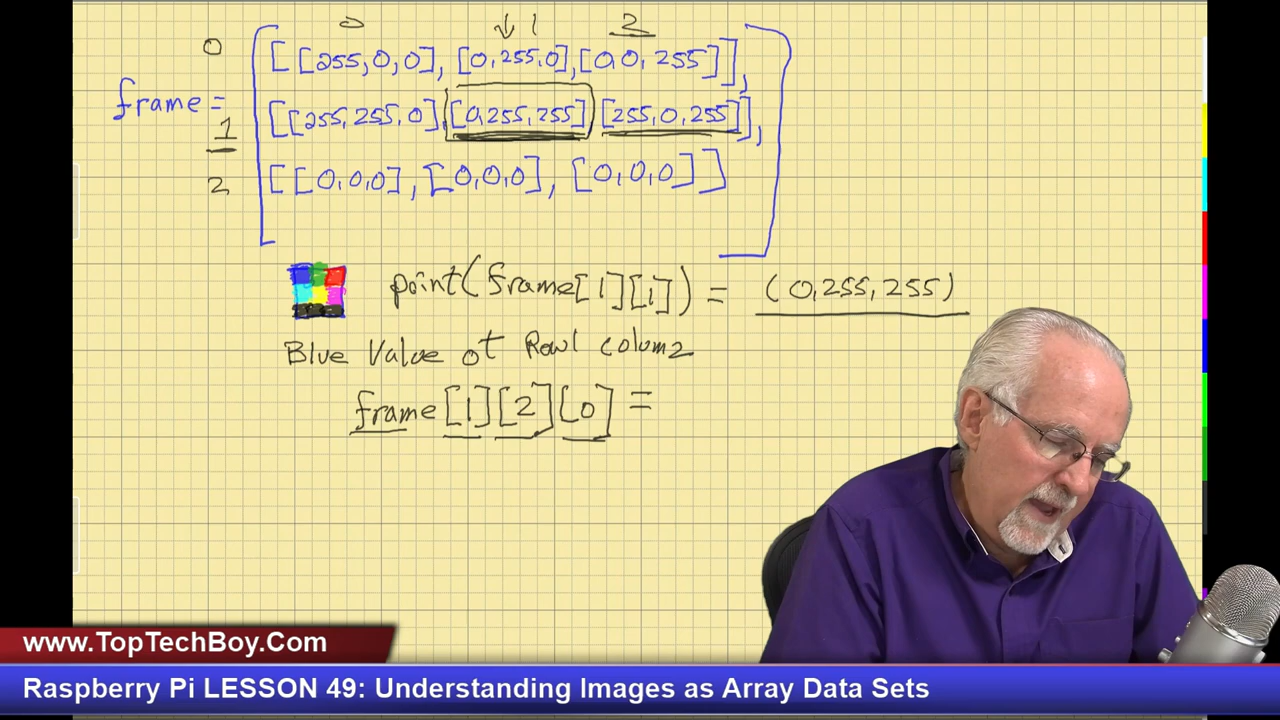 0 1 2
0 [[255,0,0], [0,255,0], [0,0,255]],
frame =
1 [[255,255,0], [0,255,255], [255,0,255]],
2 [[0,0,0], [0,0,0], [0,0,0]]
point(frame[1][1]) = (0,255,255)
Blue Value of Row1 colum2
frame[1][2][0] =
www.TopTechBoy.Com
Raspberry Pi LESSON 49: Understanding Images as Array Data Sets